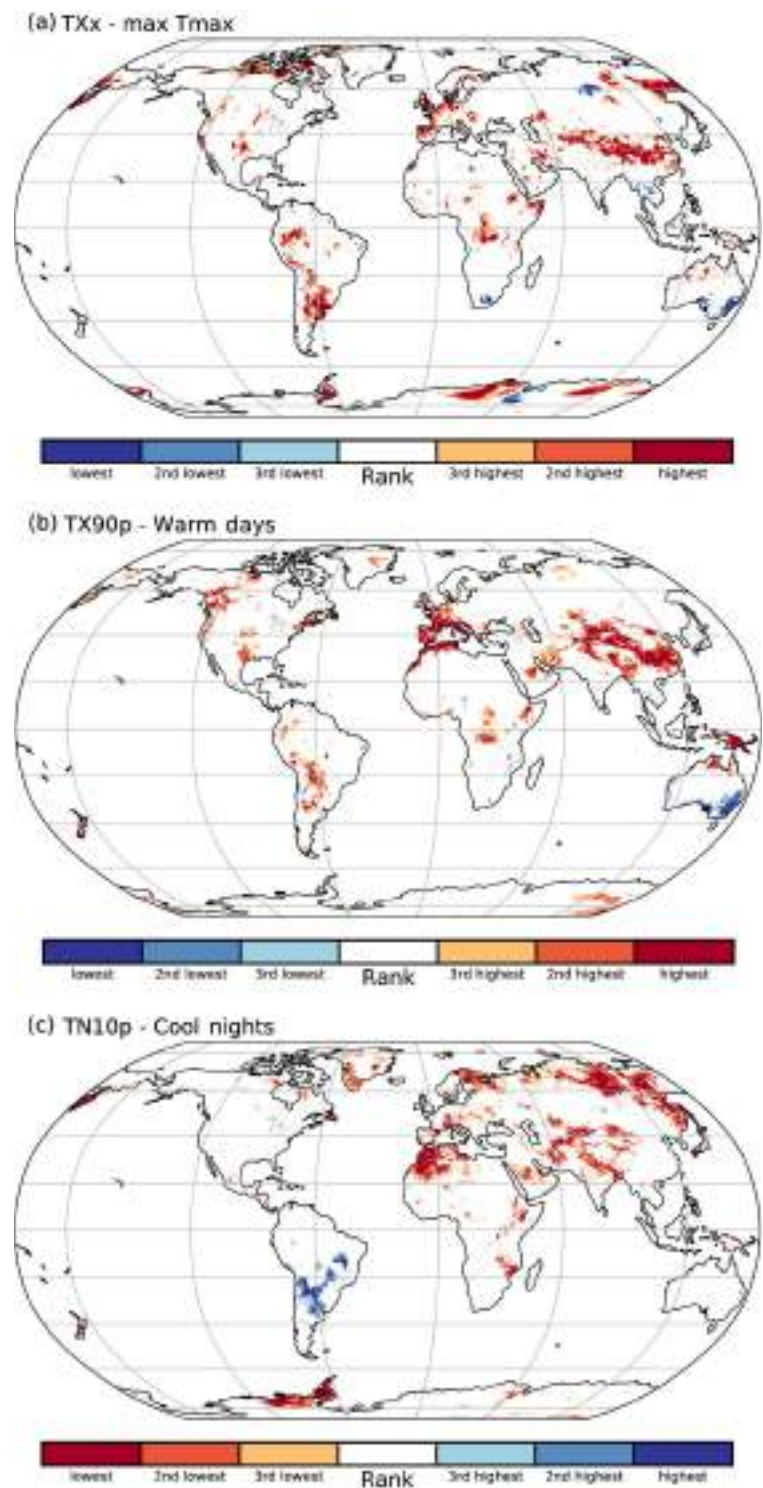 (a) TXx - max Tmax
lowest 2nd lowest 3rd lowest Rank 3rd highest 2nd highest highest
(b) TX90p - Warm days
lowest 2nd lowest 3rd lowest Rank 3rd highest 2nd highest highest
(c) TN10p - Cool nights
lowest 2nd lowest 3rd lowest Rank 3rd highest 2nd highest highest